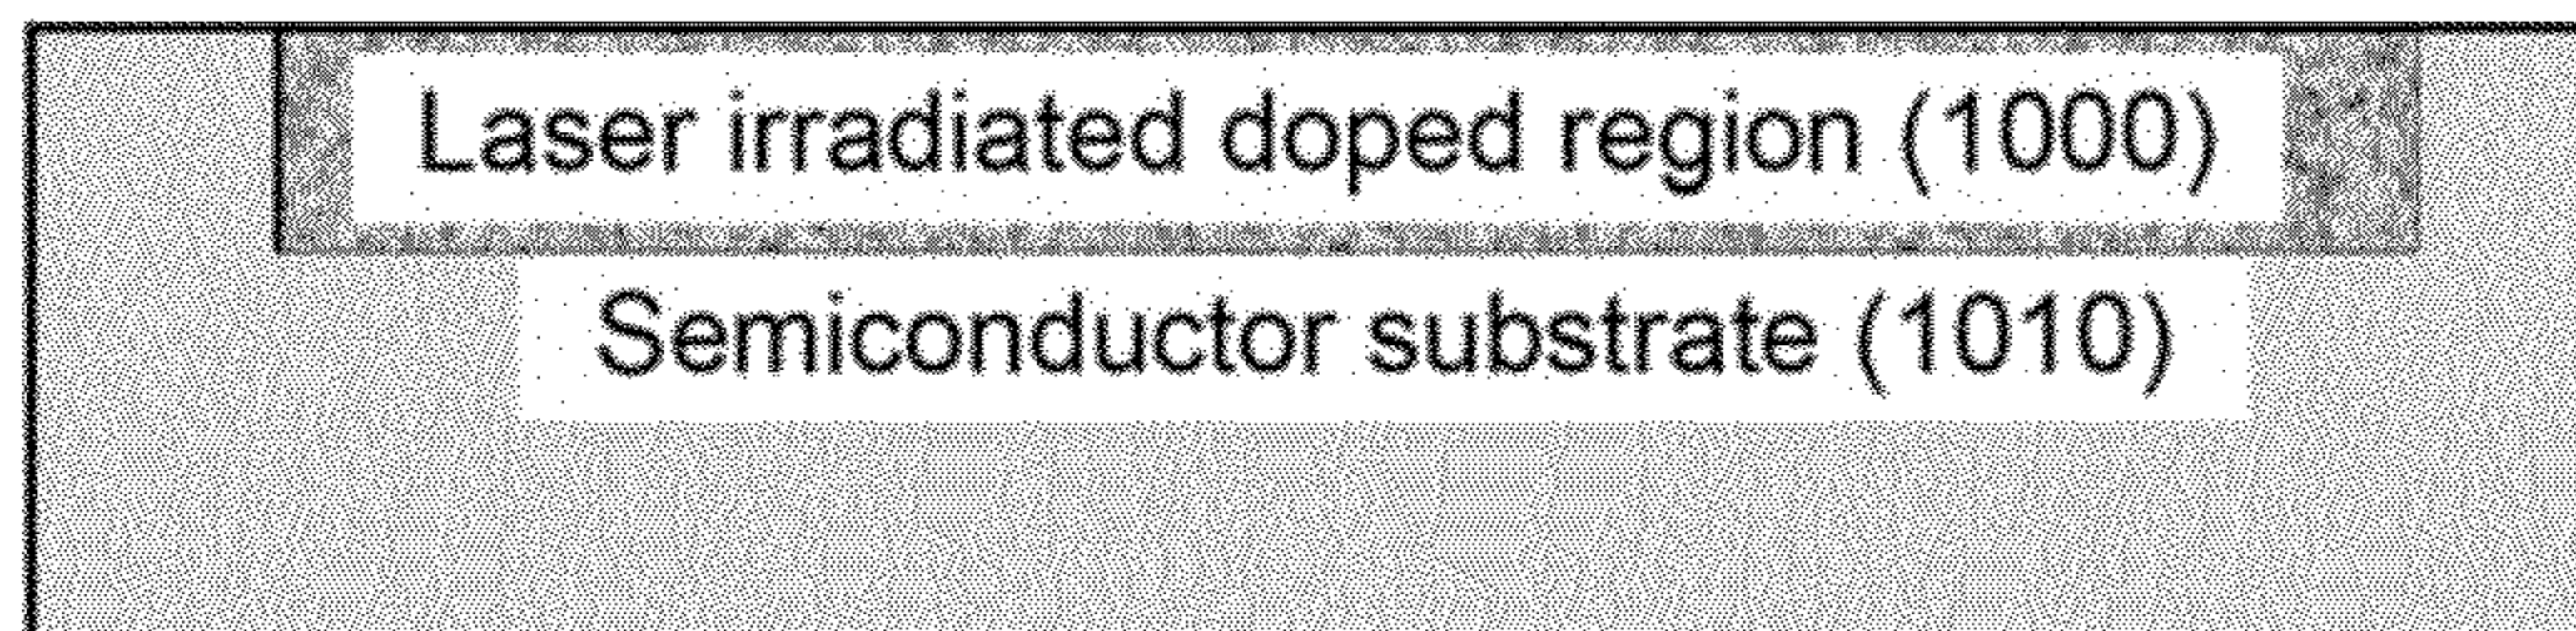 Laser irradiated doped region (1000)
Semiconductor substrate (1010)